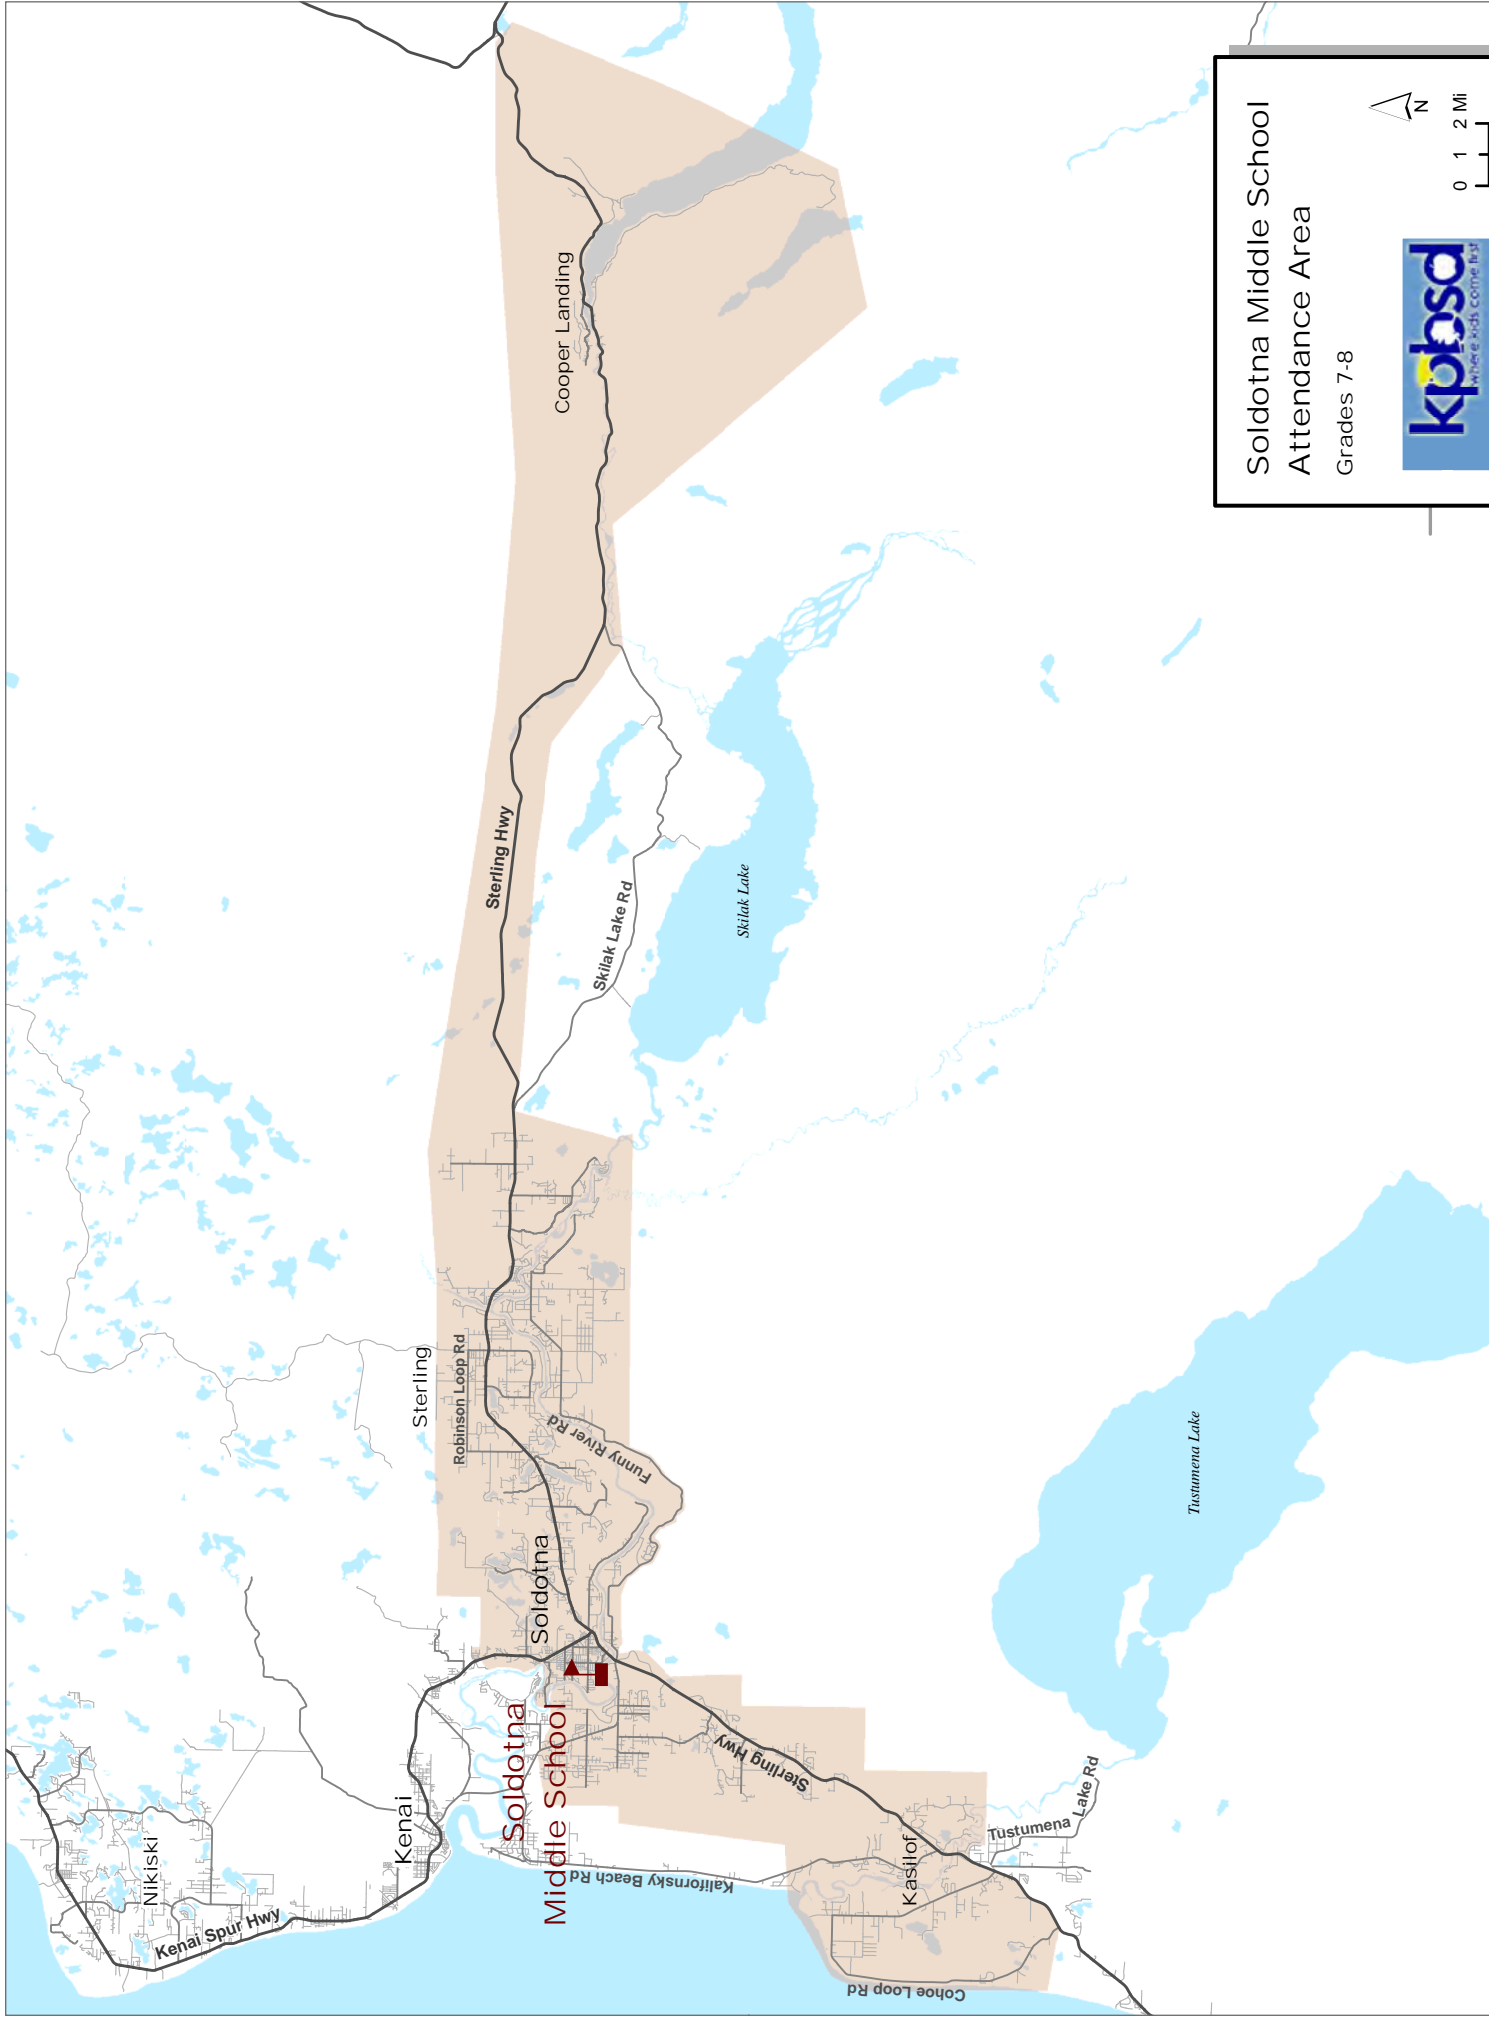 Nikiski
Kenai Spur Hwy
Kenai
Sterling
Robinson Loop Rd
Sterling Hwy
Cooper Landing
Skilak Lake Rd
Skilak Lake
Funny River Rd
Soldotna
Soldotna
Middle School
Kalifornsky Beach Rd
Sterling Hwy
Kasilof
Cohoe Loop Rd
Tustumena Lake Rd
Tustumena Lake
Soldotna Middle School
Attendance Area
Grades 7-8
kpbsd
where kids come first
N
0 1 2 Mi